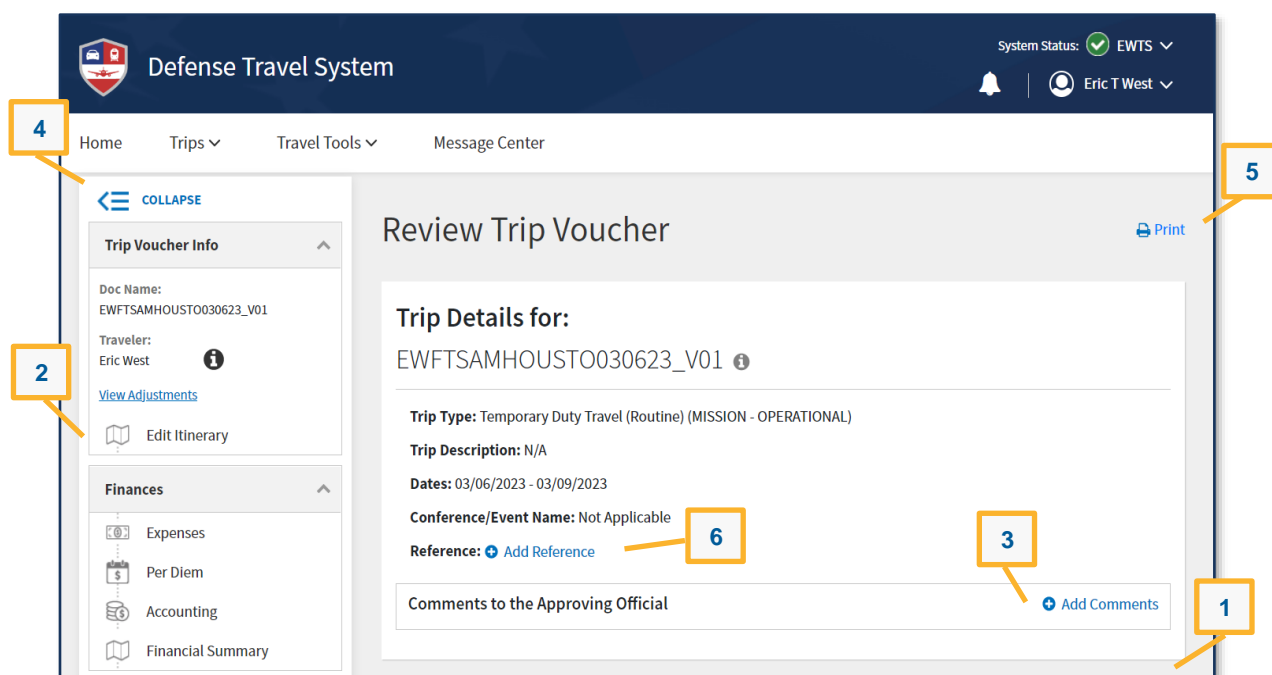 System Status: EWTS
Defense Travel System
Eric T West
4
Home Trips Travel Tools Message Center
5
COLLAPSE
Trip Voucher Info
Review Trip Voucher
Print
Doc Name:
EWFTSAMHOUSTO030623_V01
Traveler:
Eric West
2
View Adjustments
Edit Itinerary
Trip Details for:
EWFTSAMHOUSTO030623_V01
Trip Type: Temporary Duty Travel (Routine) (MISSION - OPERATIONAL)
Trip Description: N/A
Dates: 03/06/2023 - 03/09/2023
Conference/Event Name: Not Applicable
Reference: Add Reference
6
3
Finances
Expenses
Per Diem
Accounting
Financial Summary
Comments to the Approving Official
Add Comments
1